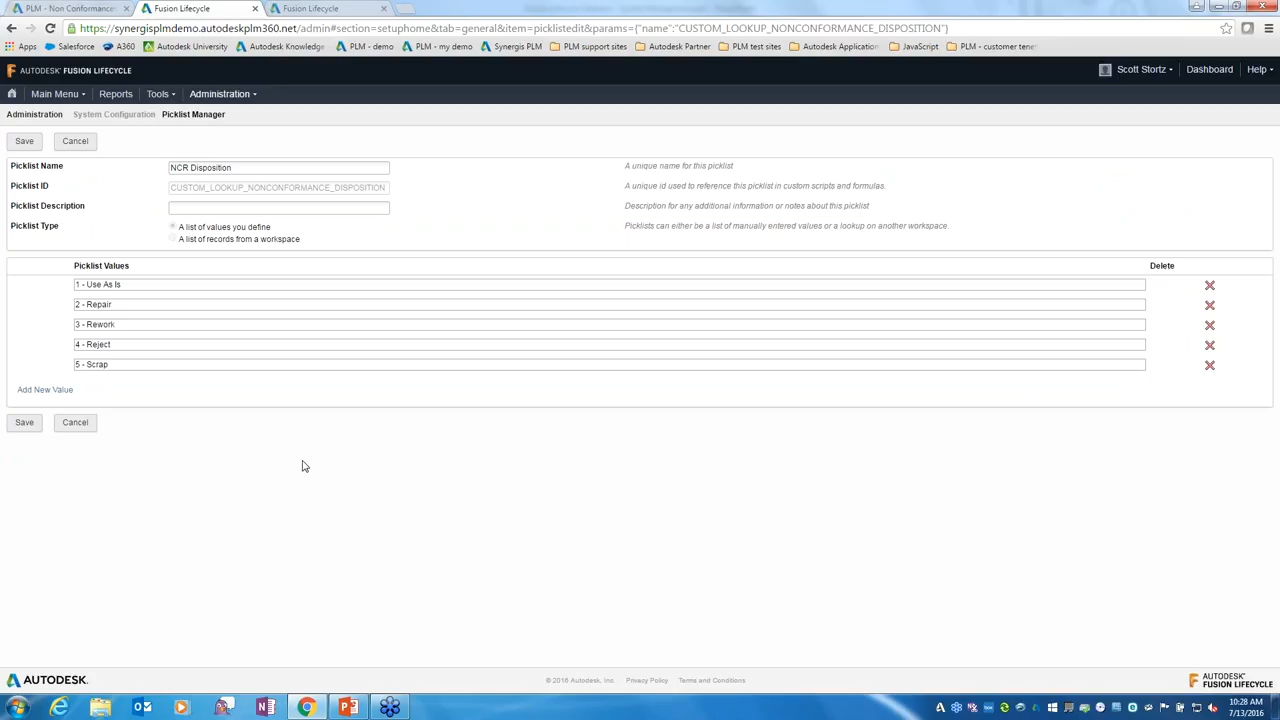 PLM - Non Conformances
Fusion Lifecycle
Fusion Lifecycle
https://synergisplmdemo.autodeskplm360.net/admin#section=setuphome&tab=general&item=picklistedit&params={"name":"CUSTOM_LOOKUP_NONCONFORMANCE_DISPOSITION"}
Apps Salesforce A360 Autodesk University Autodesk Knowledge PLM - demo PLM - my demo Synergis PLM PLM support sites Autodesk Partner PLM test sites Autodesk Application JavaScript PLM - customer tene
AUTODESK® FUSION LIFECYCLE
Scott Stortz Dashboard Help
Main Menu Reports Tools Administration
Administration System Configuration Picklist Manager
Save Cancel
Picklist Name NCR Disposition A unique name for this picklist
Picklist ID CUSTOM_LOOKUP_NONCONFORMANCE_DISPOSITION A unique id used to reference this picklist in custom scripts and formulas.
Picklist Description Description for any additional information or notes about this picklist
Picklist Type A list of values you define Picklists can either be a list of manually entered values or a lookup on another workspace.
A list of records from a workspace
Picklist Values Delete
1 - Use As Is
2 - Repair
3 - Rework
4 - Reject
5 - Scrap
Add New Value
Save Cancel
AUTODESK. © 2016 Autodesk, Inc. Privacy Policy Terms and Conditions AUTODESK® FUSION LIFECYCLE
10:28 AM
7/13/2016